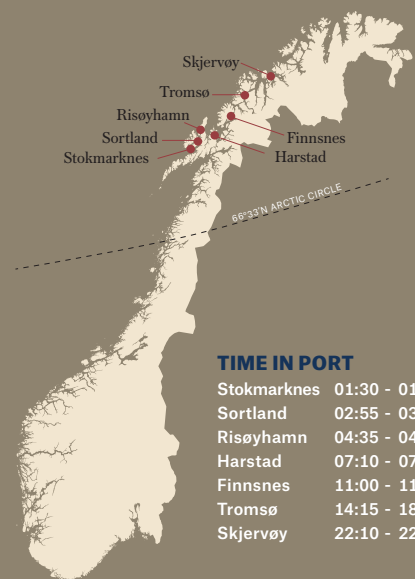 Skjervøy
Tromsø
Risøyhamn
Sortland
Stokmarknes
Finnsnes
Harstad
66°33'N ARCTIC CIRCLE
TIME IN PORT
Stokmarknes 01:30 - 01
Sortland 02:55 - 03
Risøyhamn 04:35 - 04
Harstad 07:10 - 07
Finnsnes 11:00 - 11
Tromsø 14:15 - 18
Skjervøy 22:10 - 22